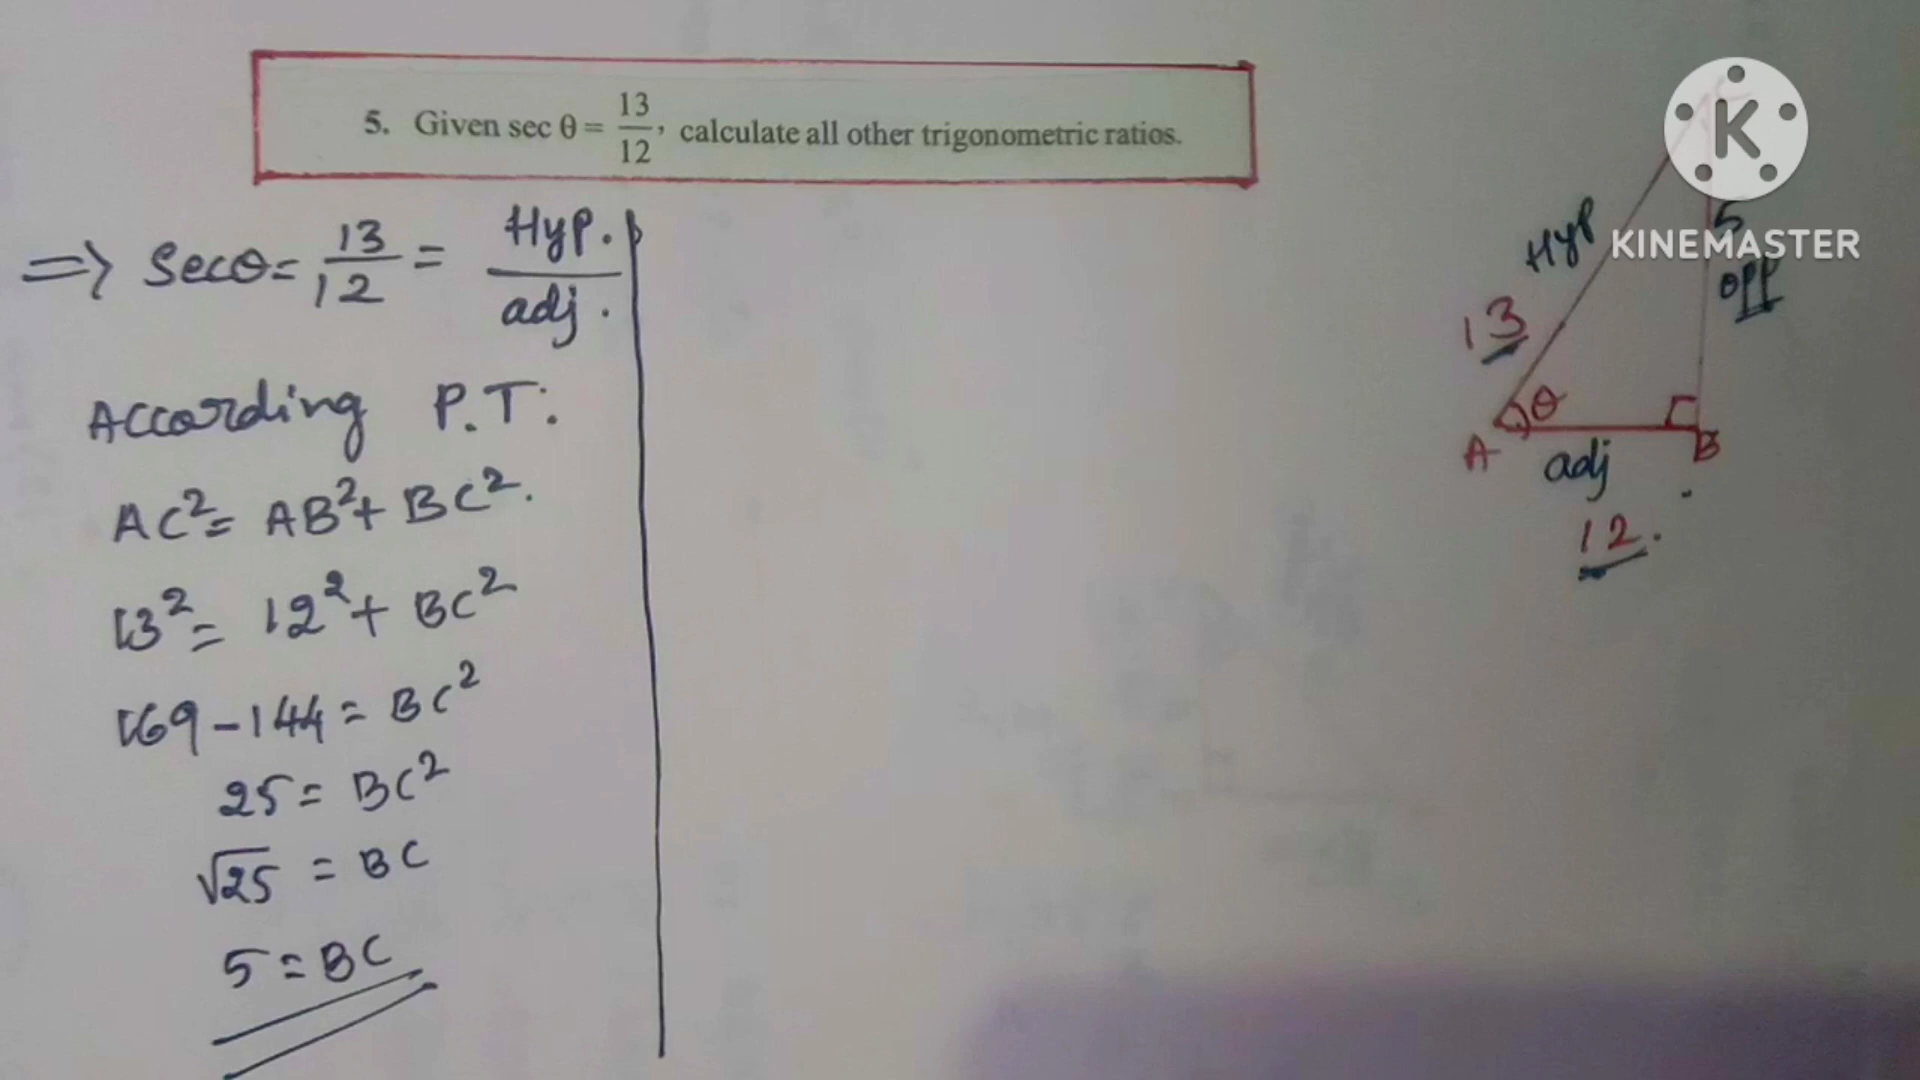 5. Given sec θ = 13/12, calculate all other trigonometric ratios.
=> Secθ = 13/12 = Hyp./adj.
According P.T:
AC² = AB² + BC².
13² = 12² + BC²
169 - 144 = BC²
25 = BC²
√25 = BC
5 = BC
K
KINEMASTER
Hyp
5
opp
13
θ
A
B
adj
12.